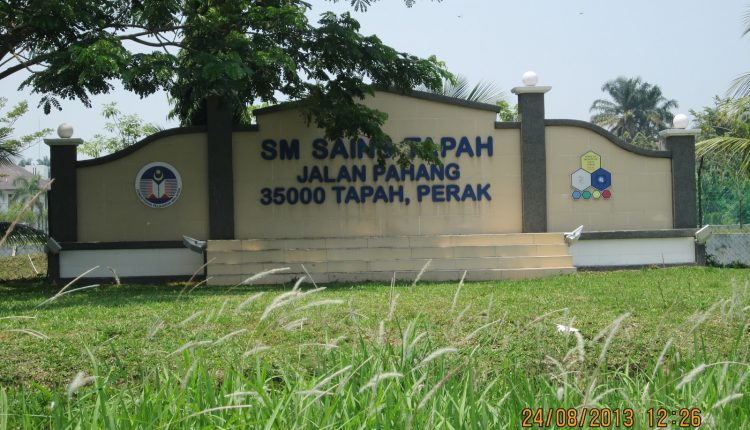 SM SAINS TAPAH
JALAN PAHANG
35000 TAPAH, PERAK
24/08/2013 12:26